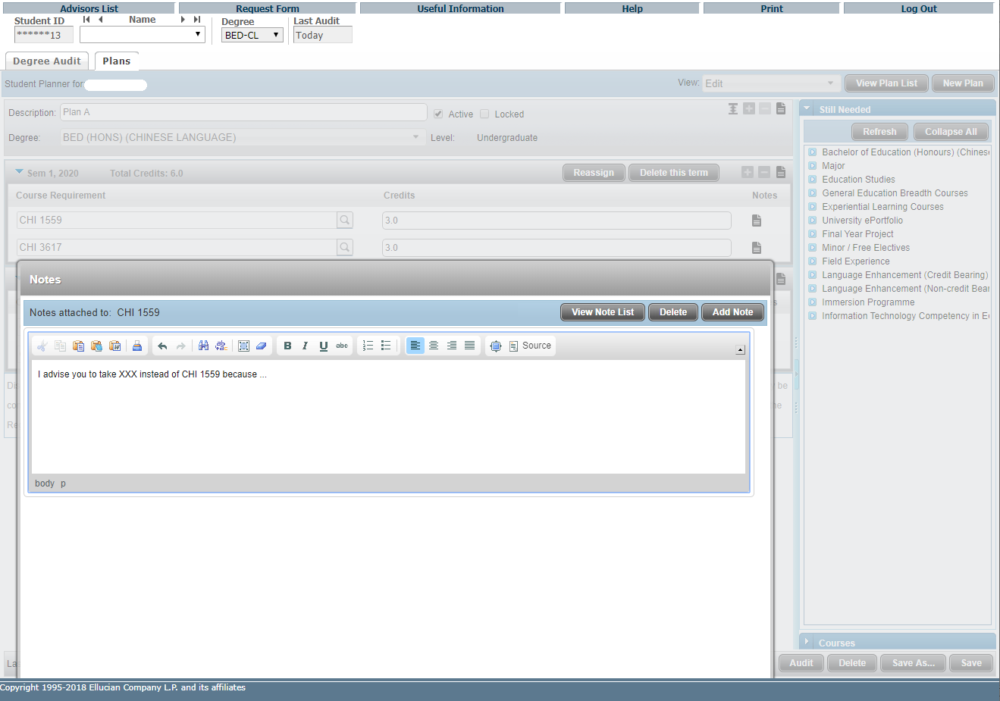 Advisors List Request Form Useful Information Help Print Log Out
Student ID Name Degree Last Audit
******13 BED-CL Today
Degree Audit Plans
Student Planner for View: Edit View Plan List New Plan
Description: Plan A Active Locked
Degree: BED (HONS) (CHINESE LANGUAGE) Level: Undergraduate
Sem 1, 2020 Total Credits: 6.0 Reassign Delete this term
Course Requirement Credits Notes
CHI 1559 3.0
CHI 3617 3.0
Notes
Notes attached to: CHI 1559 View Note List Delete Add Note
B I U abc Source
I advise you to take XXX instead of CHI 1559 because ...
body p
Still Needed
Refresh Collapse All
Bachelor of Education (Honours) (Chines
Major
Education Studies
General Education Breadth Courses
Experiential Learning Courses
University ePortfolio
Final Year Project
Minor / Free Electives
Field Experience
Language Enhancement (Credit Bearing)
Language Enhancement (Non-credit Bear
Immersion Programme
Information Technology Competency in E
Courses
Audit Delete Save As... Save
Copyright 1995-2018 Ellucian Company L.P. and its affiliates